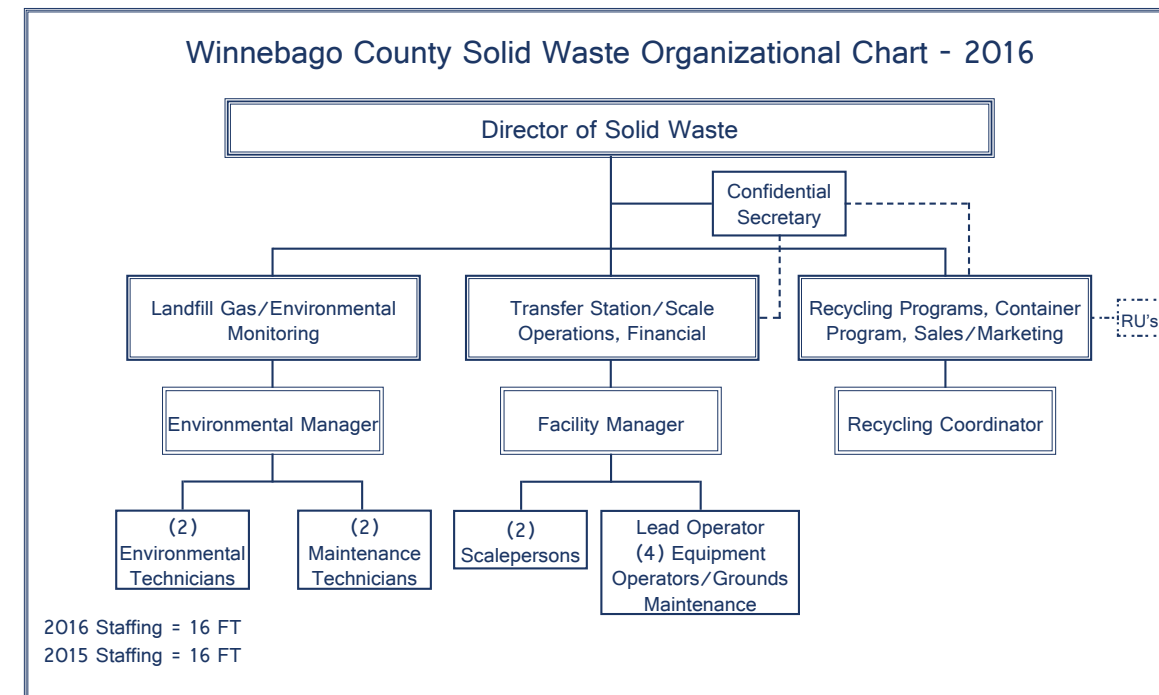 Winnebago County Solid Waste Organizational Chart - 2016
Director of Solid Waste
Confidential
Secretary
Landfill Gas/Environmental
Monitoring
Transfer Station/Scale
Operations, Financial
Recycling Programs, Container
Program, Sales/Marketing
RU's
Environmental Manager
Facility Manager
Recycling Coordinator
(2)
Environmental
Technicians
(2)
Maintenance
Technicians
(2)
Scalepersons
Lead Operator
(4) Equipment
Operators/Grounds
Maintenance
2016 Staffing = 16 FT
2015 Staffing = 16 FT